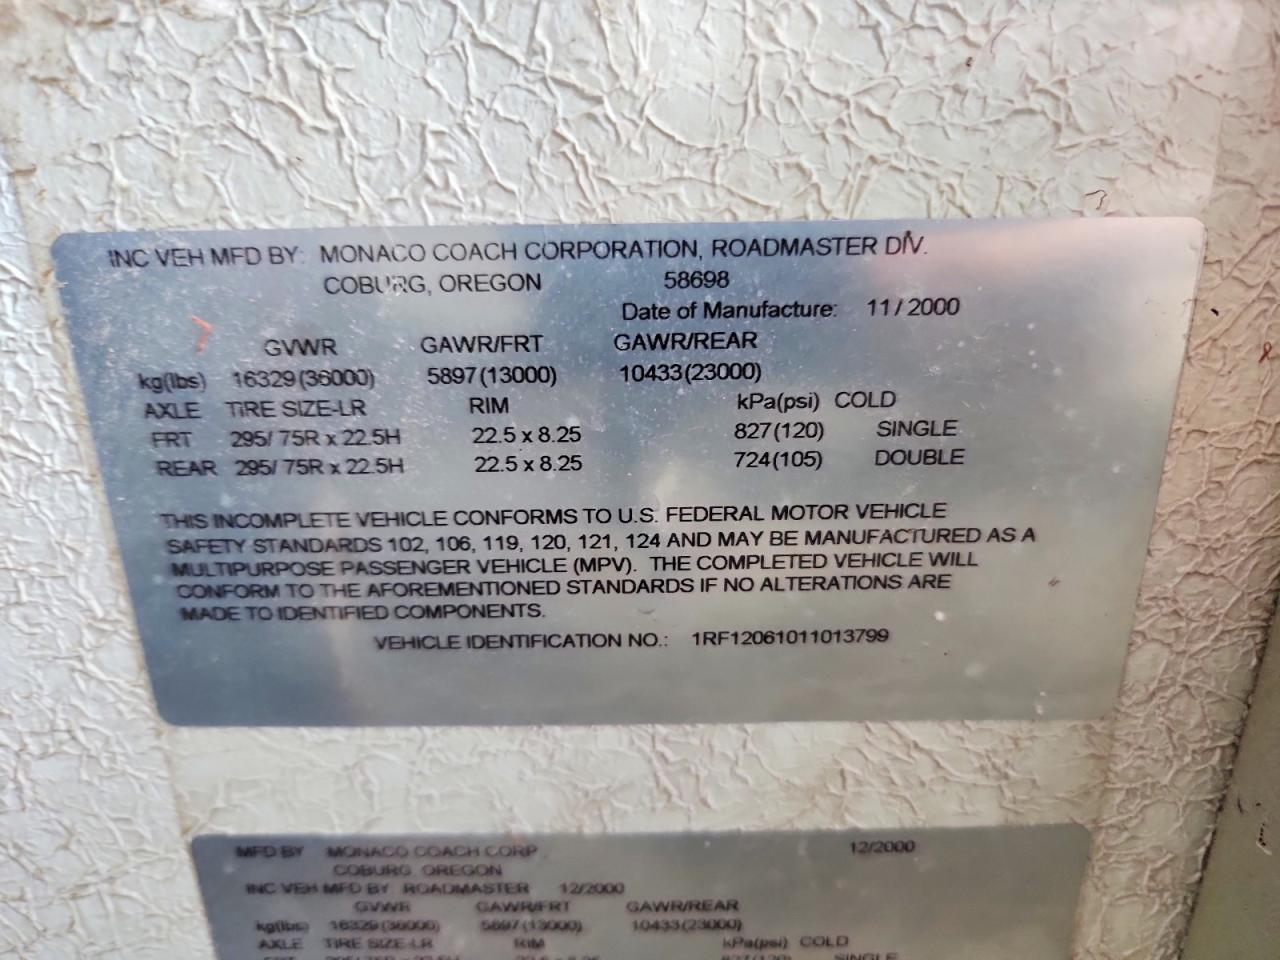 INC VEH MFD BY: MONACO COACH CORPORATION, ROADMASTER DIV.
COBURG, OREGON 58698
Date of Manufacture: 11/2000
GVWR GAWR/FRT GAWR/REAR
kg(lbs) 16329(36000) 5897(13000) 10433(23000)
AXLE TIRE SIZE-LR RIM kPa(psi) COLD
FRT 295/ 75R x 22.5H 22.5 x 8.25 827(120) SINGLE
REAR 295/ 75R x 22.5H 22.5 x 8.25 724(105) DOUBLE
THIS INCOMPLETE VEHICLE CONFORMS TO U.S. FEDERAL MOTOR VEHICLE
SAFETY STANDARDS 102, 106, 119, 120, 121, 124 AND MAY BE MANUFACTURED AS A
MULTIPURPOSE PASSENGER VEHICLE (MPV). THE COMPLETED VEHICLE WILL
CONFORM TO THE AFOREMENTIONED STANDARDS IF NO ALTERATIONS ARE
MADE TO IDENTIFIED COMPONENTS.
VEHICLE IDENTIFICATION NO.: 1RF12061011013799
MFD BY MONACO COACH CORP 12/2000
COBURG, OREGON
INC VEH MFD BY ROADMASTER 12/2000
GVWR GAWR/FRT GAWR/REAR
kg(lbs) 16329(36000) 5897(13000) 10433(23000)
AXLE TIRE SIZE-LR RIM kPa(psi) COLD
SINGLE